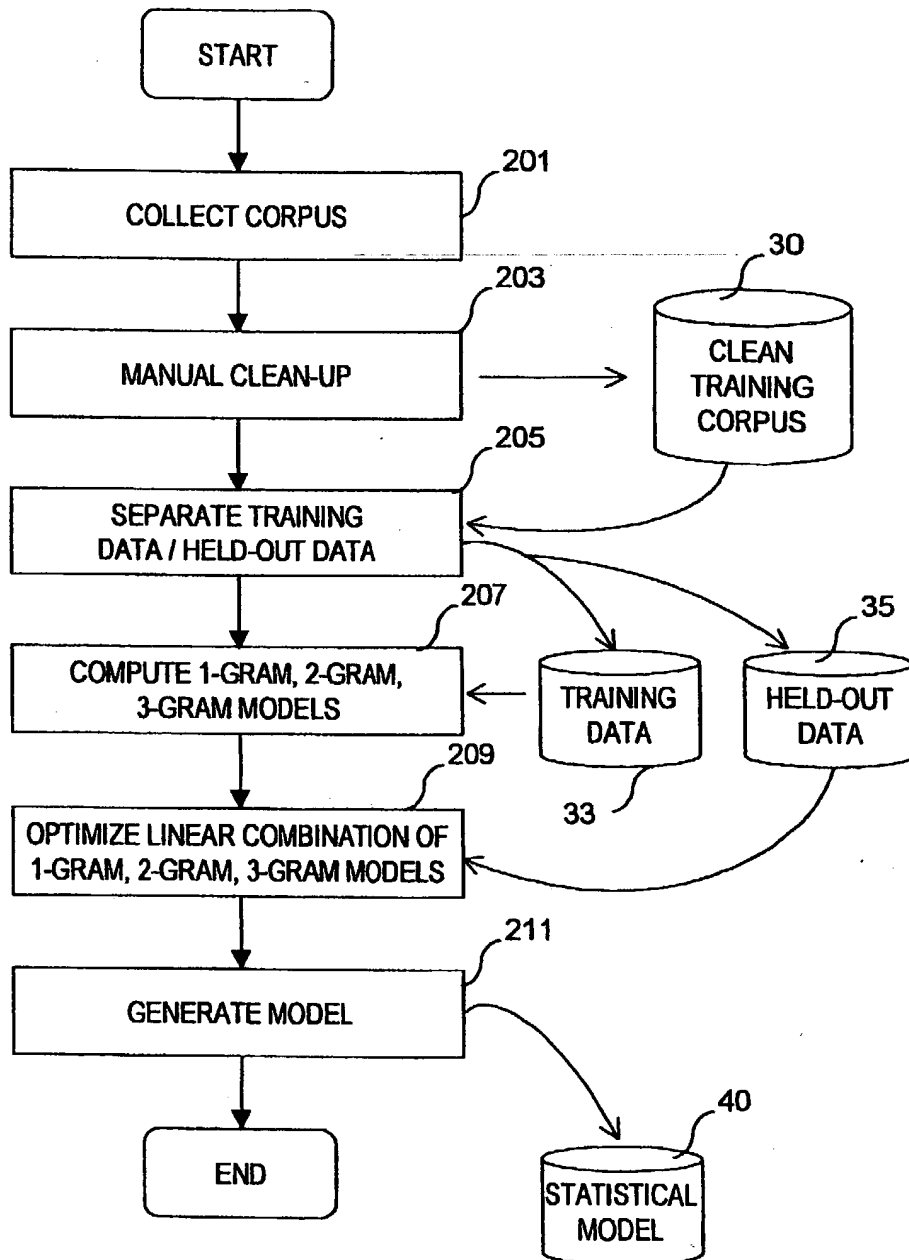 START
201
COLLECT CORPUS
203
MANUAL CLEAN-UP
30
CLEAN
TRAINING
CORPUS
205
SEPARATE TRAINING
DATA / HELD-OUT DATA
207
COMPUTE 1-GRAM, 2-GRAM,
3-GRAM MODELS
TRAINING
DATA
33
35
HELD-OUT
DATA
209
OPTIMIZE LINEAR COMBINATION OF
1-GRAM, 2-GRAM, 3-GRAM MODELS
211
GENERATE MODEL
40
STATISTICAL
MODEL
END